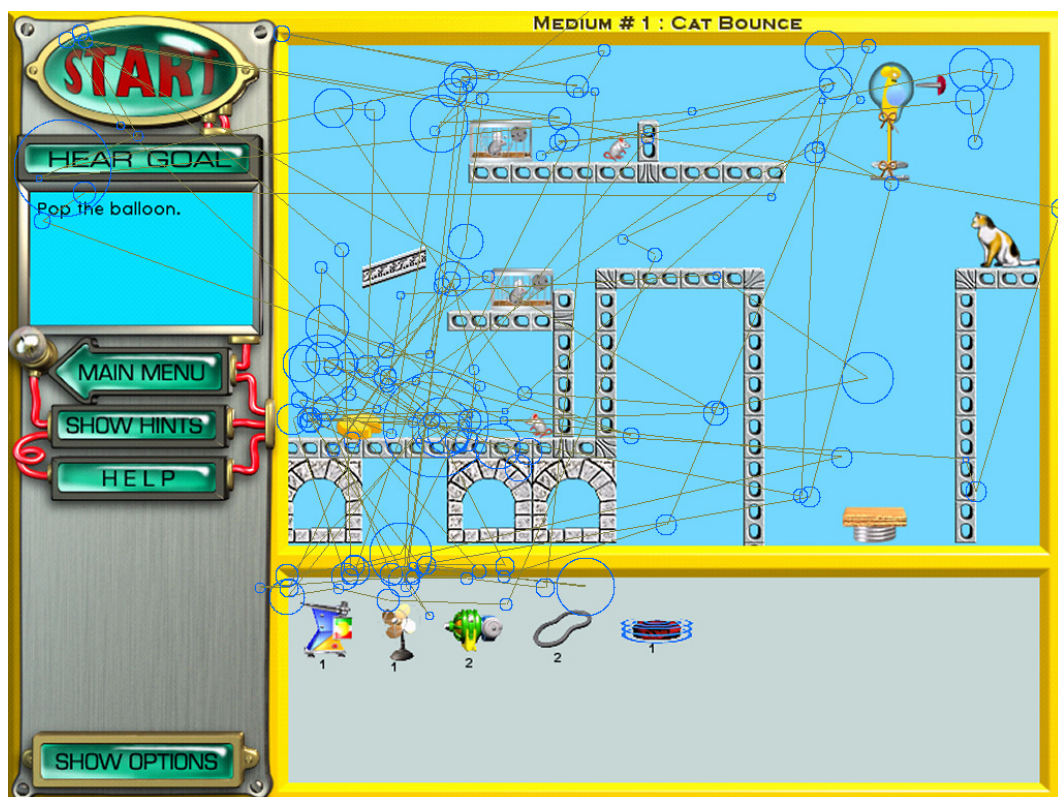 MEDIUM # 1 : CAT BOUNCE
START
HEAR GOAL
Pop the balloon.
MAIN MENU
SHOW HINTS
HELP
1
1
2
2
1
SHOW OPTIONS